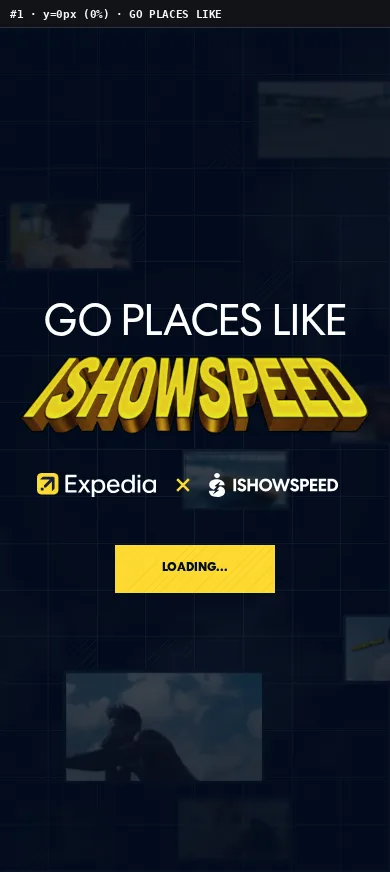 #1 · y=0px (0%) · GO PLACES LIKE
GO PLACES LIKE
ISHOWSPEED
Expedia × ISHOWSPEED
LOADING...